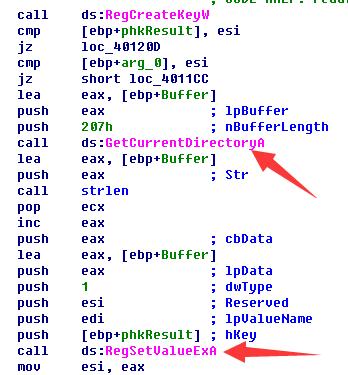 call ds:RegCreateKeyW
cmp [ebp+phkResult], esi
jz loc_40120D
cmp [ebp+arg_0], esi
jz short loc_4011CC
lea eax, [ebp+Buffer]
push eax ; lpBuffer
push 207h ; nBufferLength
call ds:GetCurrentDirectoryA
lea eax, [ebp+Buffer]
push eax ; Str
call strlen
pop ecx
inc eax
push eax ; cbData
lea eax, [ebp+Buffer]
push eax ; lpData
push 1 ; dwType
push esi ; Reserved
push edi ; lpValueName
push [ebp+phkResult] ; hKey
call ds:RegSetValueExA
mov esi, eax